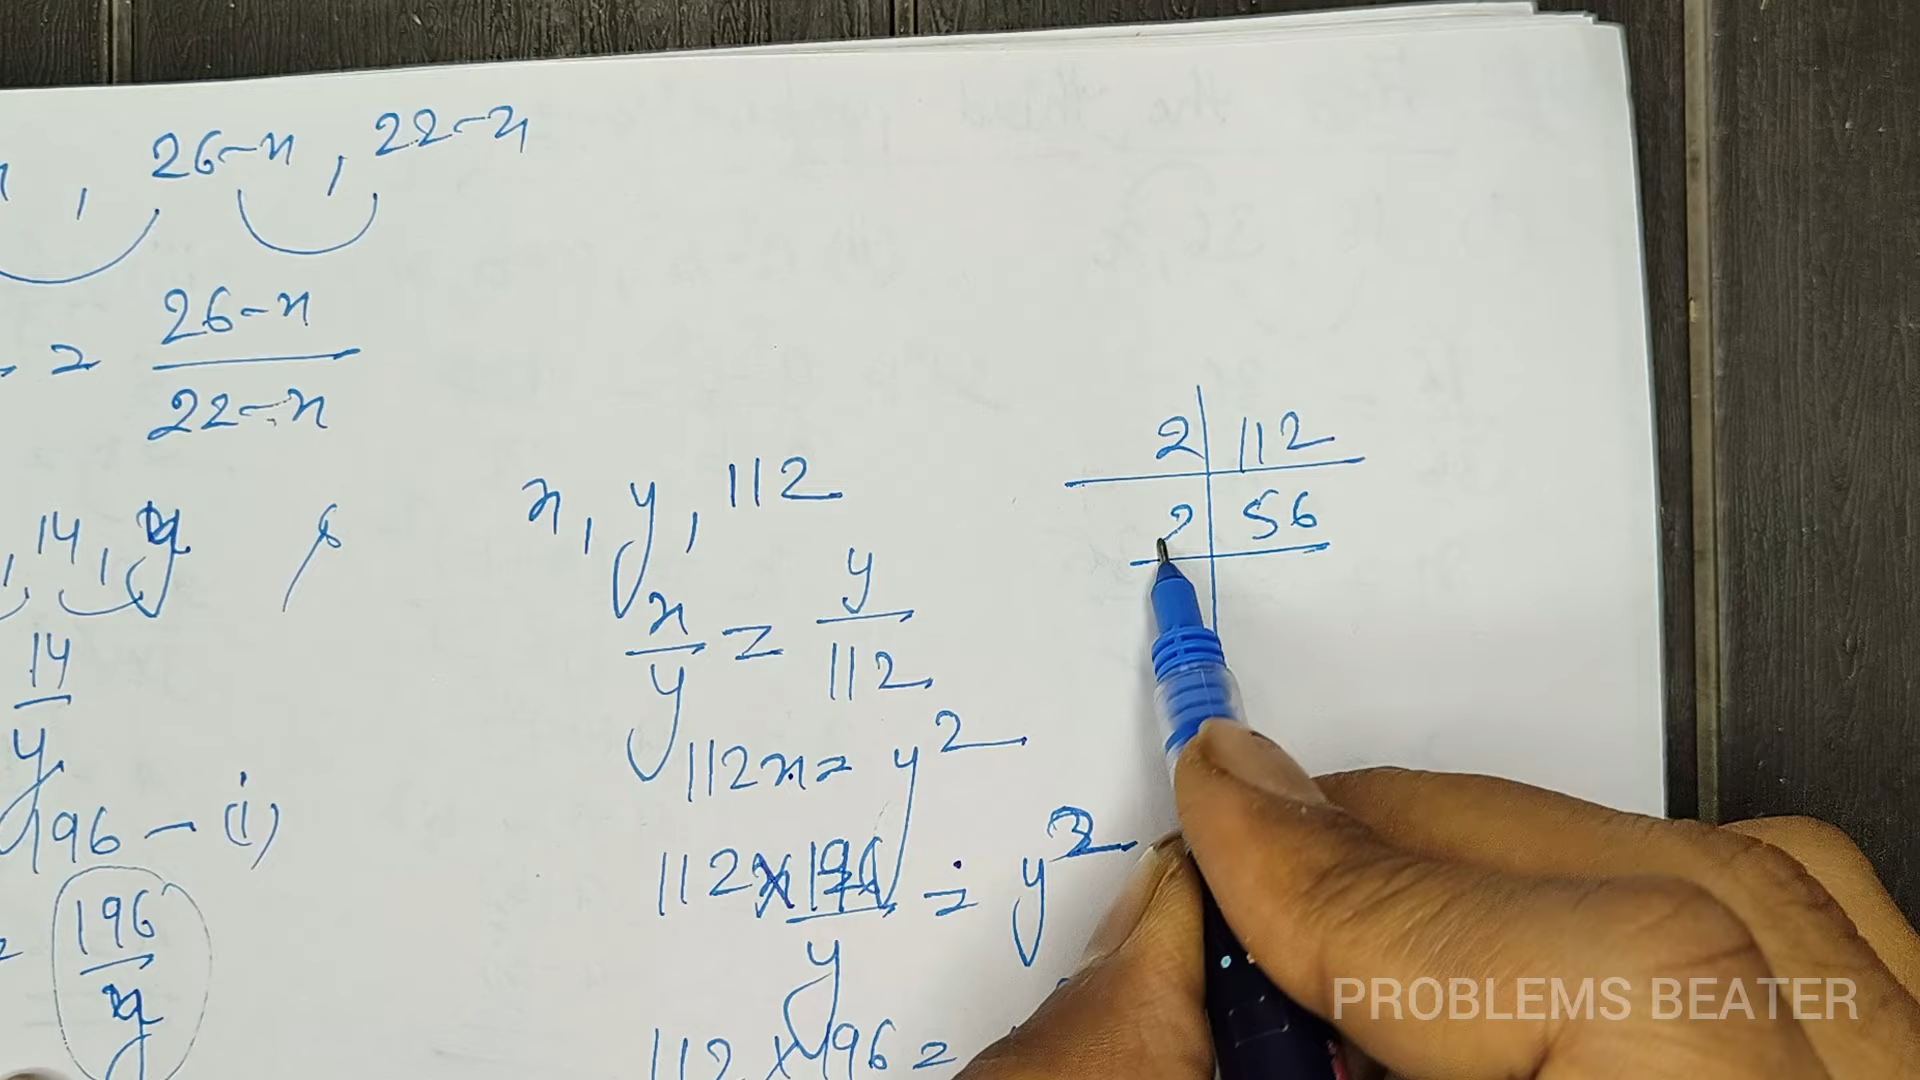 26-x, 22-x
= 26-x
22-x
, 14, y
14
y
196 - (i)
196
y
x, y, 112
x/y = y/112
112x = y²
112×196/y = y²
112 × 196 =
2 | 112
2 | 56
PROBLEMS BEATER